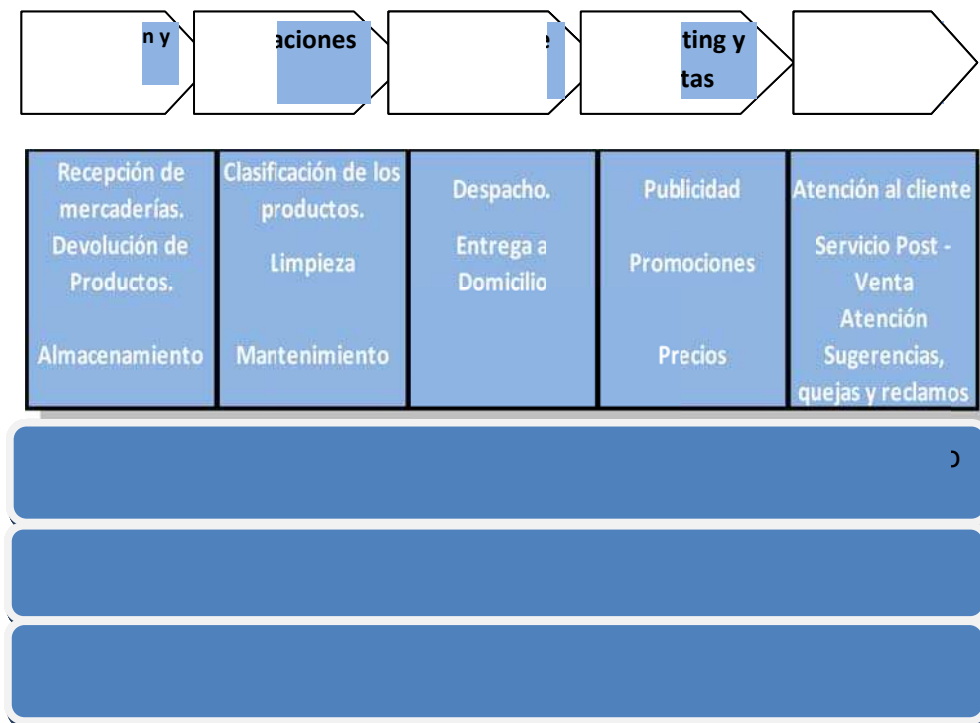 n y
aciones
e
ting y
tas
Recepción de
mercaderías.
Devolución de
Productos.
Almacenamiento
Clasificación de los
productos.
Limpieza
Mantenimiento
Despacho.
Entrega a
Domicilio
Publicidad
Promociones
Precios
Atención al cliente
Servicio Post -
Venta
Atención
Sugerencias,
quejas y reclamos